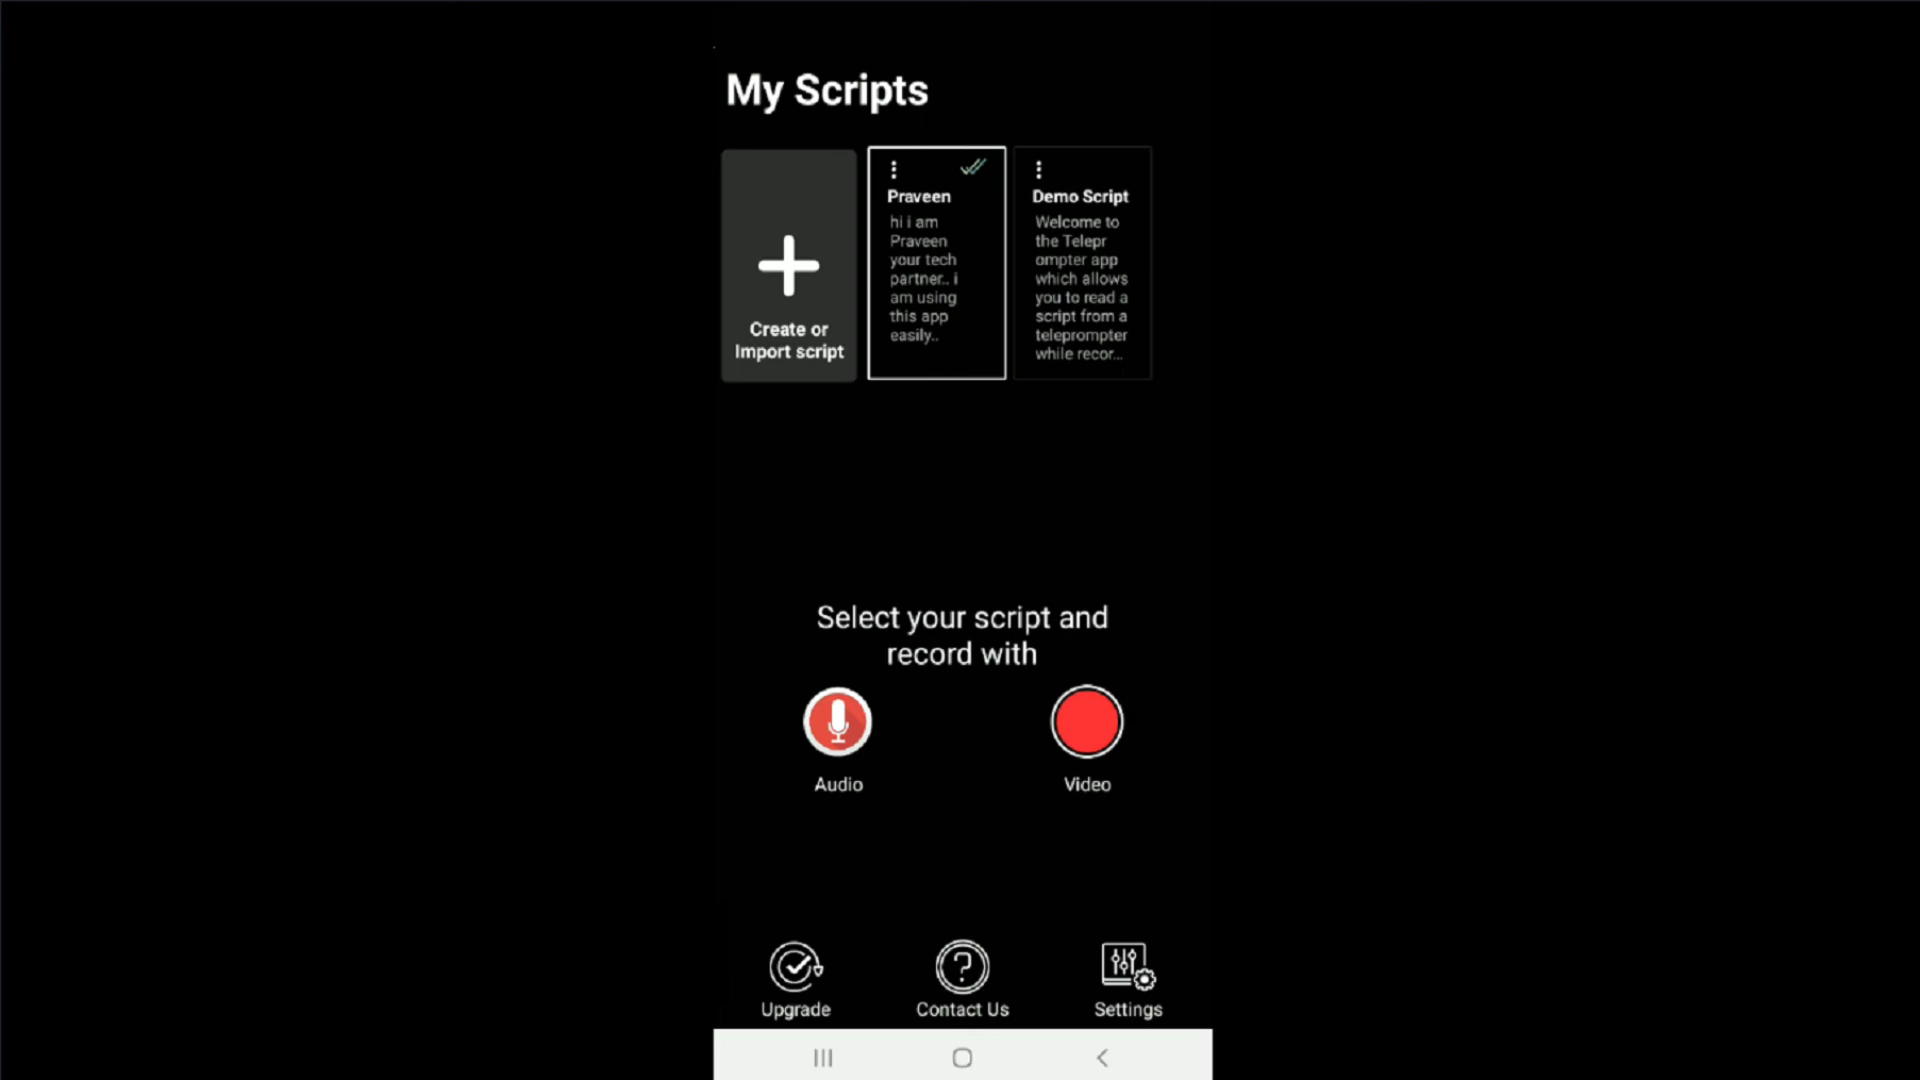 My Scripts
Create or
Import script
Praveen
hi i am
Praveen
your tech
partner.. i
am using
this app
easily..
Demo Script
Welcome to
the Telepr
ompter app
which allows
you to read a
script from a
teleprompter
while recor...
Select your script and
record with
Audio
Video
Upgrade
Contact Us
Settings